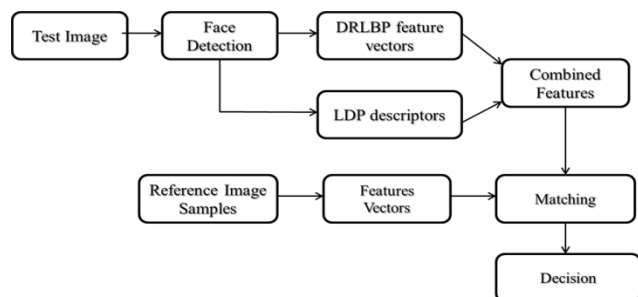 Test Image
Face
Detection
DRLBP feature
vectors
LDP descriptors
Combined
Features
Reference Image
Samples
Features
Vectors
Matching
Decision